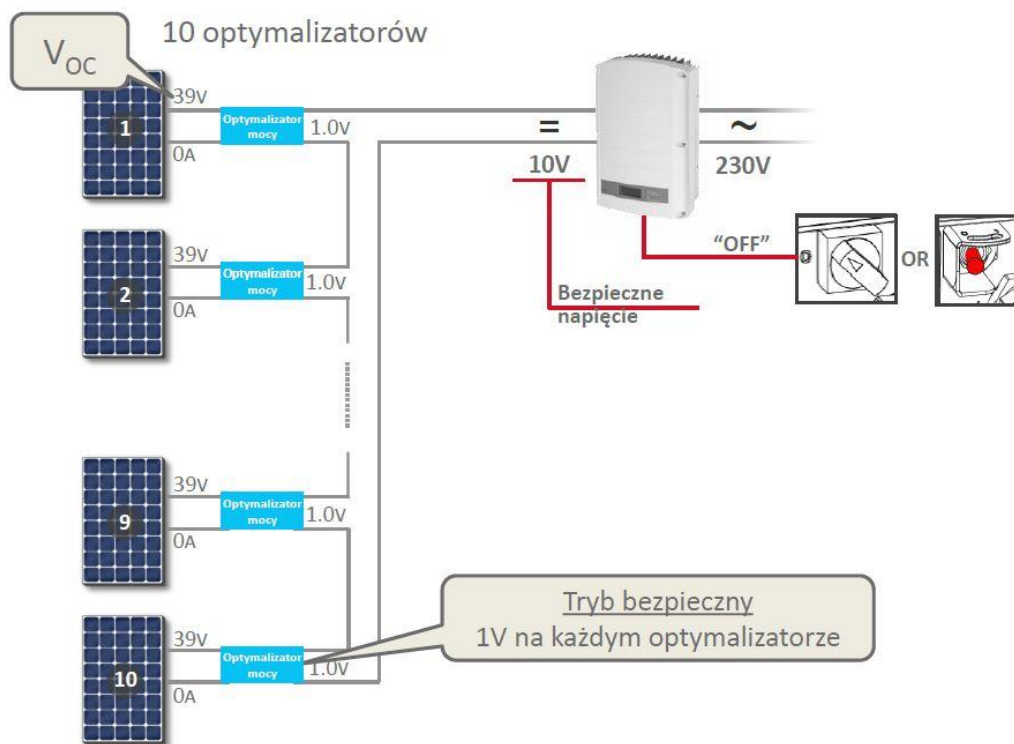 10 optymalizatorów
V_OC
39V
1
Optymalizator
mocy
1.0V
0A
=
~
10V
230V
39V
2
Optymalizator
mocy
1.0V
0A
"OFF"
OR
Bezpieczne
napięcie
39V
9
Optymalizator
mocy
1.0V
0A
Tryb bezpieczny
1V na każdym optymalizatorze
39V
10
Optymalizator
mocy
1.0V
0A